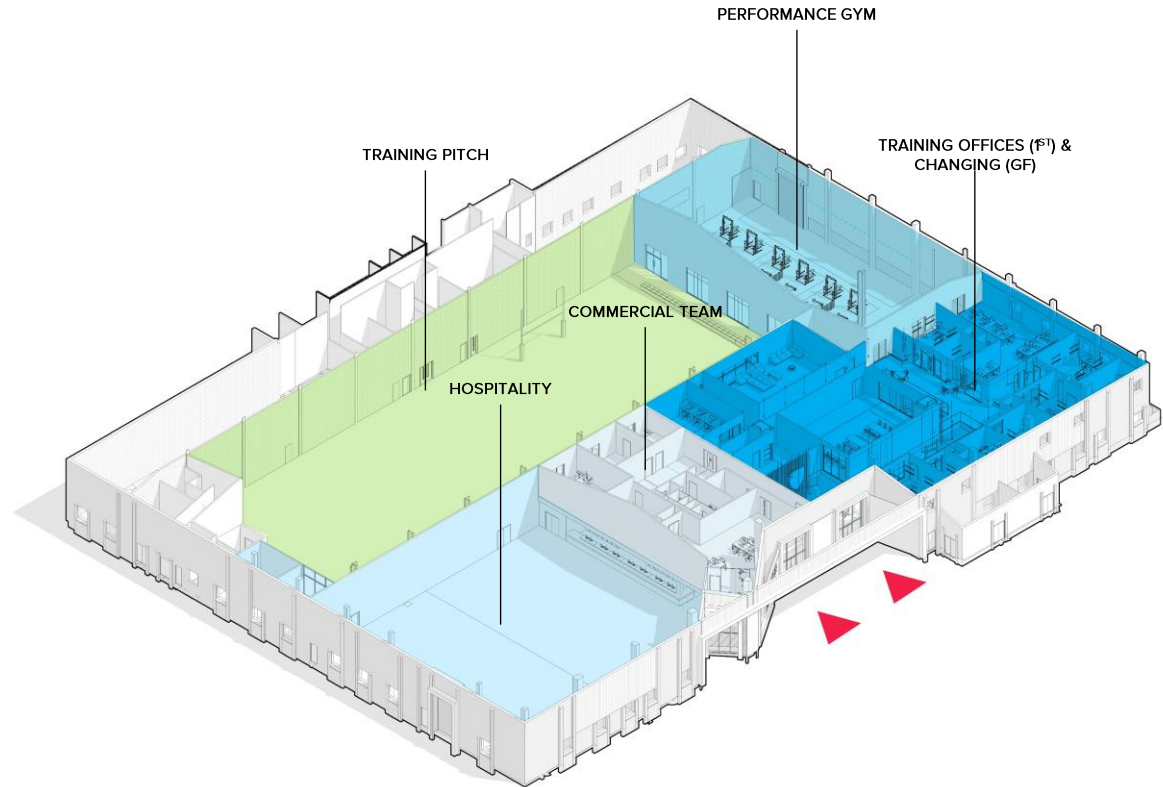 PERFORMANCE GYM
TRAINING PITCH
TRAINING OFFICES (1ST) &
CHANGING (GF)
COMMERCIAL TEAM
HOSPITALITY